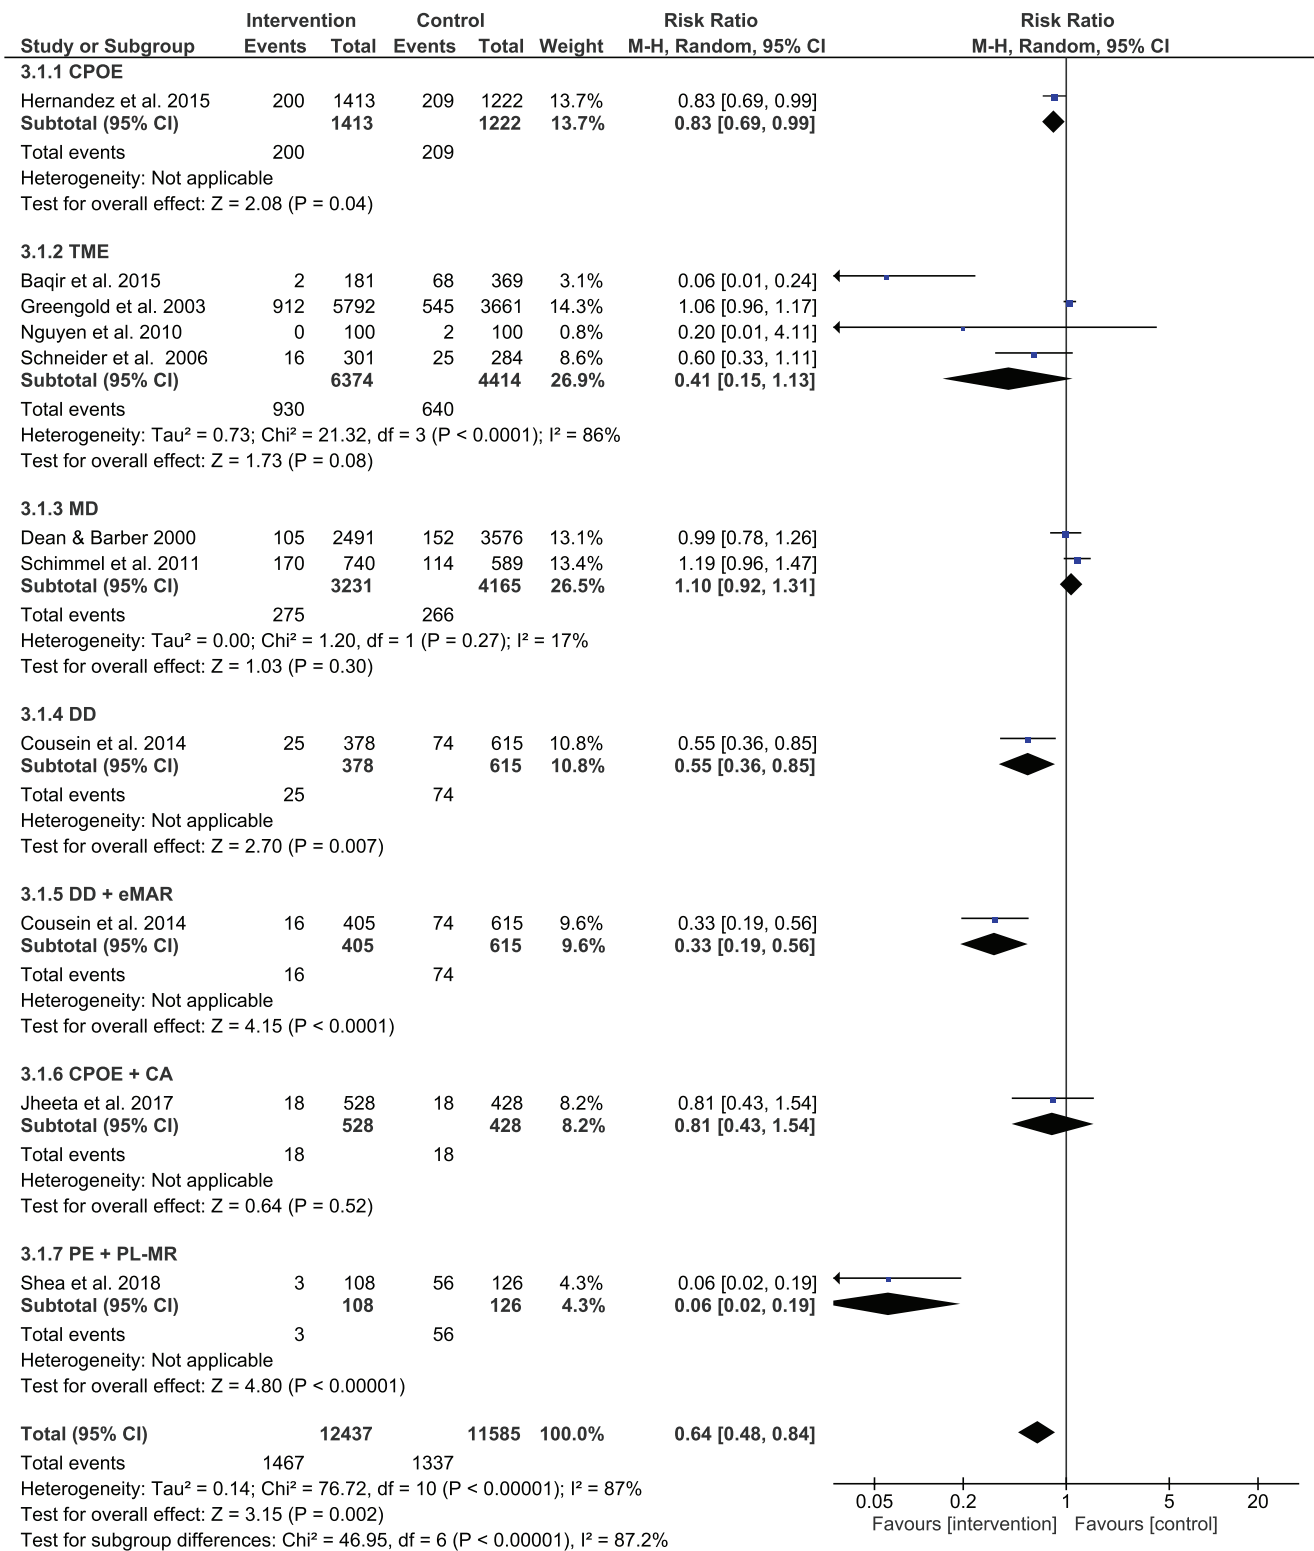 Intervention Control Risk Ratio Risk Ratio
Study or Subgroup Events Total Events Total Weight M-H, Random, 95% CI M-H, Random, 95% CI
3.1.1 CPOE
Hernandez et al. 2015 200 1413 209 1222 13.7% 0.83 [0.69, 0.99]
Subtotal (95% CI) 1413 1222 13.7% 0.83 [0.69, 0.99]
Total events 200 209
Heterogeneity: Not applicable
Test for overall effect: Z = 2.08 (P = 0.04)
3.1.2 TME
Baqir et al. 2015 2 181 68 369 3.1% 0.06 [0.01, 0.24]
Greengold et al. 2003 912 5792 545 3661 14.3% 1.06 [0.96, 1.17]
Nguyen et al. 2010 0 100 2 100 0.8% 0.20 [0.01, 4.11]
Schneider et al. 2006 16 301 25 284 8.6% 0.60 [0.33, 1.11]
Subtotal (95% CI) 6374 4414 26.9% 0.41 [0.15, 1.13]
Total events 930 640
Heterogeneity: Tau² = 0.73; Chi² = 21.32, df = 3 (P < 0.0001); I² = 86%
Test for overall effect: Z = 1.73 (P = 0.08)
3.1.3 MD
Dean & Barber 2000 105 2491 152 3576 13.1% 0.99 [0.78, 1.26]
Schimmel et al. 2011 170 740 114 589 13.4% 1.19 [0.96, 1.47]
Subtotal (95% CI) 3231 4165 26.5% 1.10 [0.92, 1.31]
Total events 275 266
Heterogeneity: Tau² = 0.00; Chi² = 1.20, df = 1 (P = 0.27); I² = 17%
Test for overall effect: Z = 1.03 (P = 0.30)
3.1.4 DD
Cousein et al. 2014 25 378 74 615 10.8% 0.55 [0.36, 0.85]
Subtotal (95% CI) 378 615 10.8% 0.55 [0.36, 0.85]
Total events 25 74
Heterogeneity: Not applicable
Test for overall effect: Z = 2.70 (P = 0.007)
3.1.5 DD + eMAR
Cousein et al. 2014 16 405 74 615 9.6% 0.33 [0.19, 0.56]
Subtotal (95% CI) 405 615 9.6% 0.33 [0.19, 0.56]
Total events 16 74
Heterogeneity: Not applicable
Test for overall effect: Z = 4.15 (P < 0.0001)
3.1.6 CPOE + CA
Jheeta et al. 2017 18 528 18 428 8.2% 0.81 [0.43, 1.54]
Subtotal (95% CI) 528 428 8.2% 0.81 [0.43, 1.54]
Total events 18 18
Heterogeneity: Not applicable
Test for overall effect: Z = 0.64 (P = 0.52)
3.1.7 PE + PL-MR
Shea et al. 2018 3 108 56 126 4.3% 0.06 [0.02, 0.19]
Subtotal (95% CI) 108 126 4.3% 0.06 [0.02, 0.19]
Total events 3 56
Heterogeneity: Not applicable
Test for overall effect: Z = 4.80 (P < 0.00001)
Total (95% CI) 12437 11585 100.0% 0.64 [0.48, 0.84]
Total events 1467 1337
Heterogeneity: Tau² = 0.14; Chi² = 76.72, df = 10 (P < 0.00001); I² = 87%
Test for overall effect: Z = 3.15 (P = 0.002)
Test for subgroup differences: Chi² = 46.95, df = 6 (P < 0.00001), I² = 87.2%
0.05 0.2 1 5 20
Favours [intervention] Favours [control]